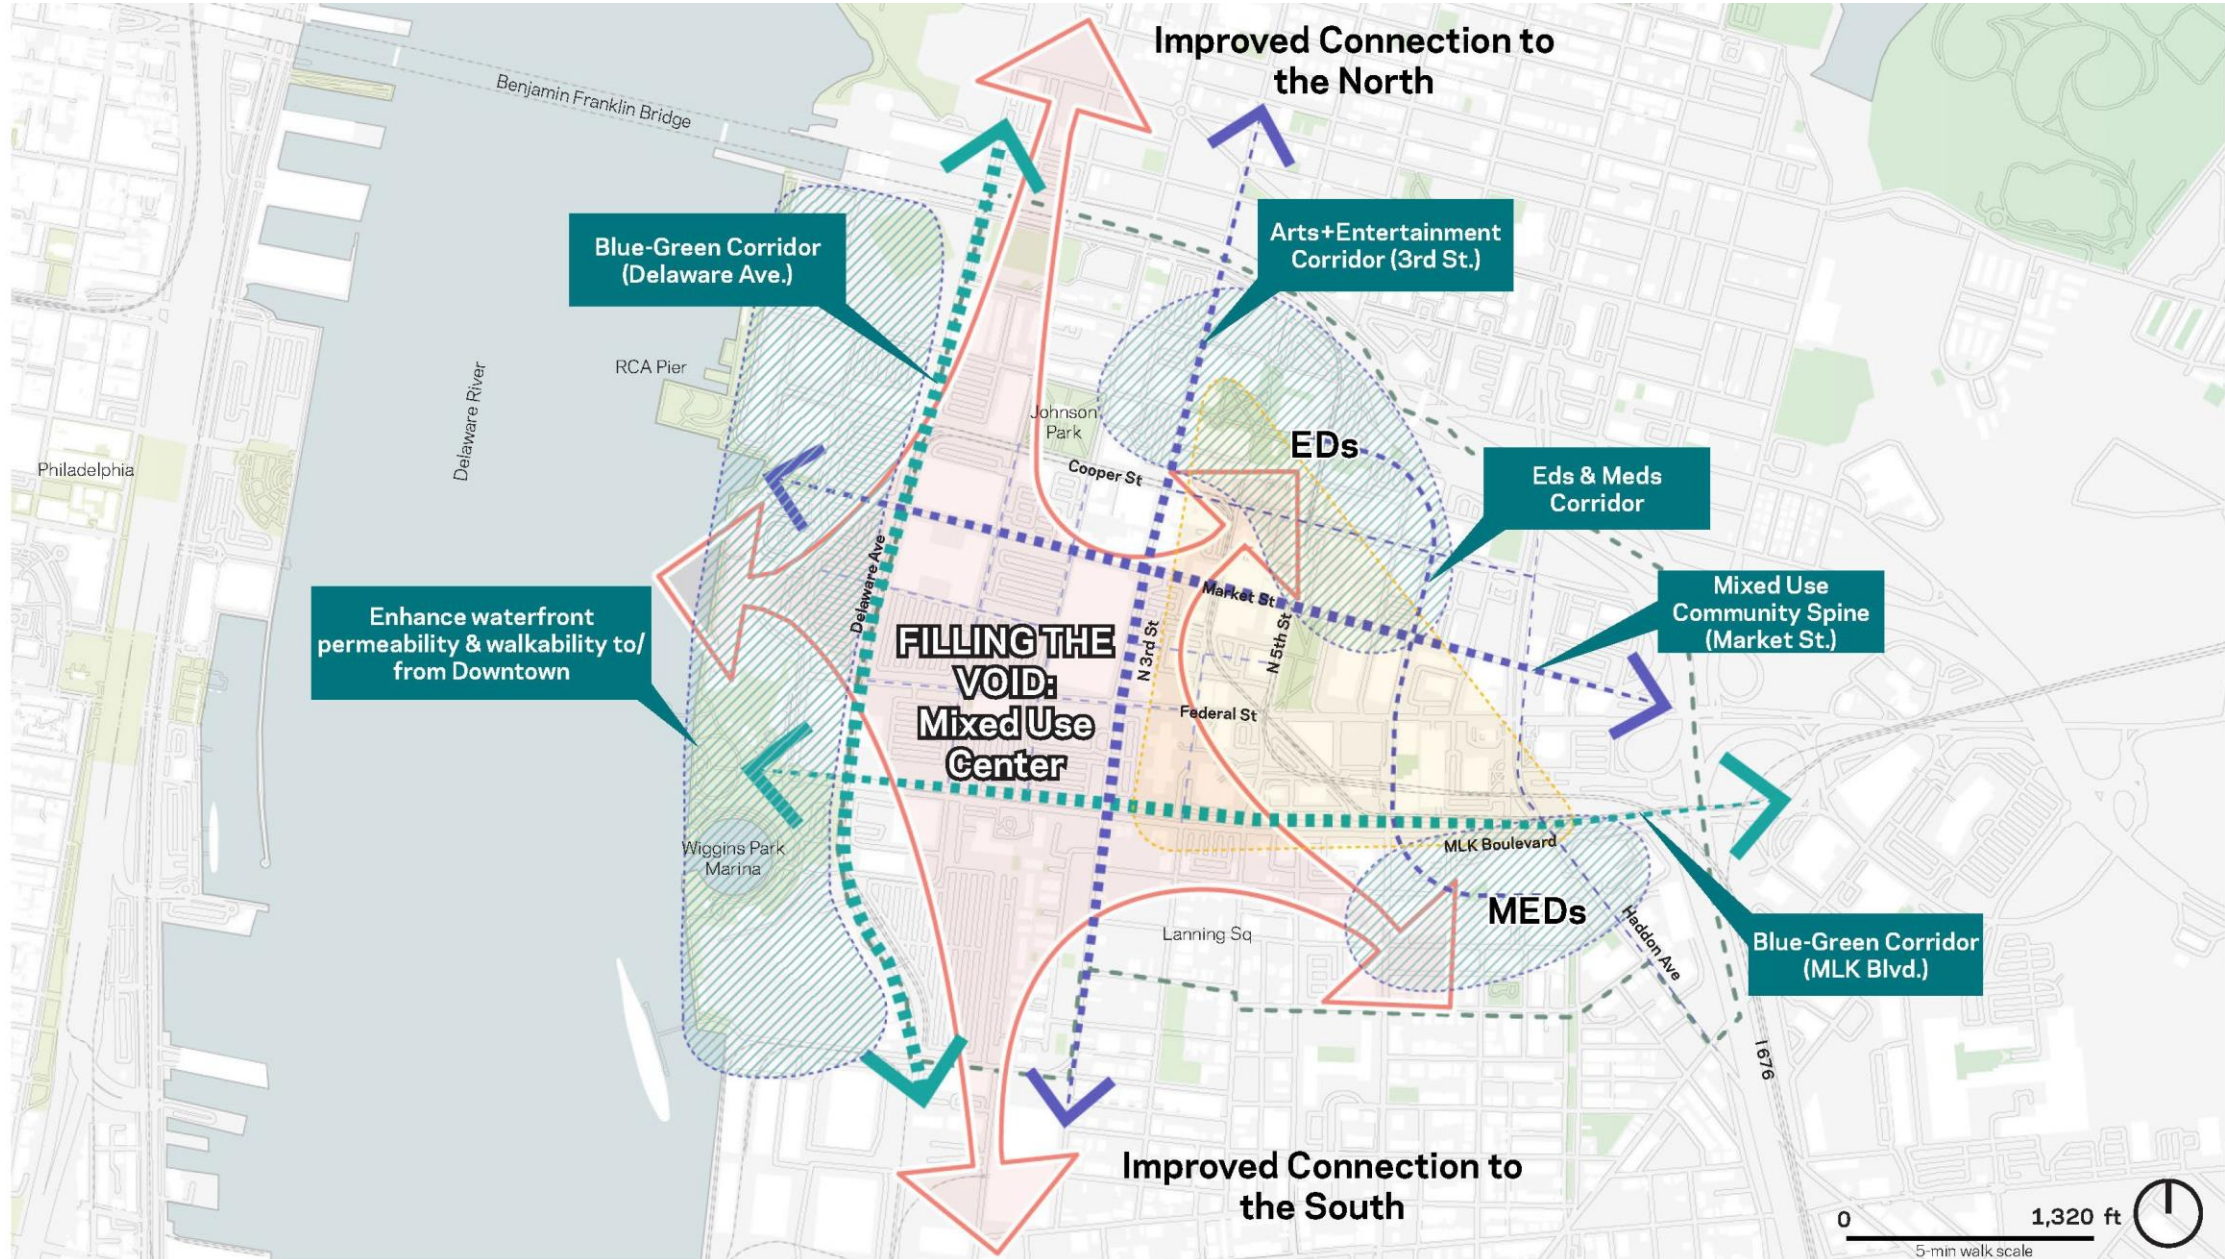 Improved Connection to
the North
Benjamin Franklin Bridge
Blue-Green Corridor
(Delaware Ave.)
Arts+Entertainment
Corridor (3rd St.)
RCA Pier
Delaware River
Philadelphia
Johnson
Park
Cooper St
EDs
Eds & Meds
Corridor
Delaware Ave
Market St
Mixed Use
Community Spine
(Market St.)
Enhance waterfront
permeability & walkability to/
from Downtown
FILLING THE
VOID:
Mixed Use
Center
N 3rd St
N 5th St
Federal St
Wiggins Park
Marina
MLK Boulevard
MEDs
Lanning Sq
Haddon Ave
Blue-Green Corridor
(MLK Blvd.)
I 676
Improved Connection to
the South
0 1,320 ft
5-min walk scale